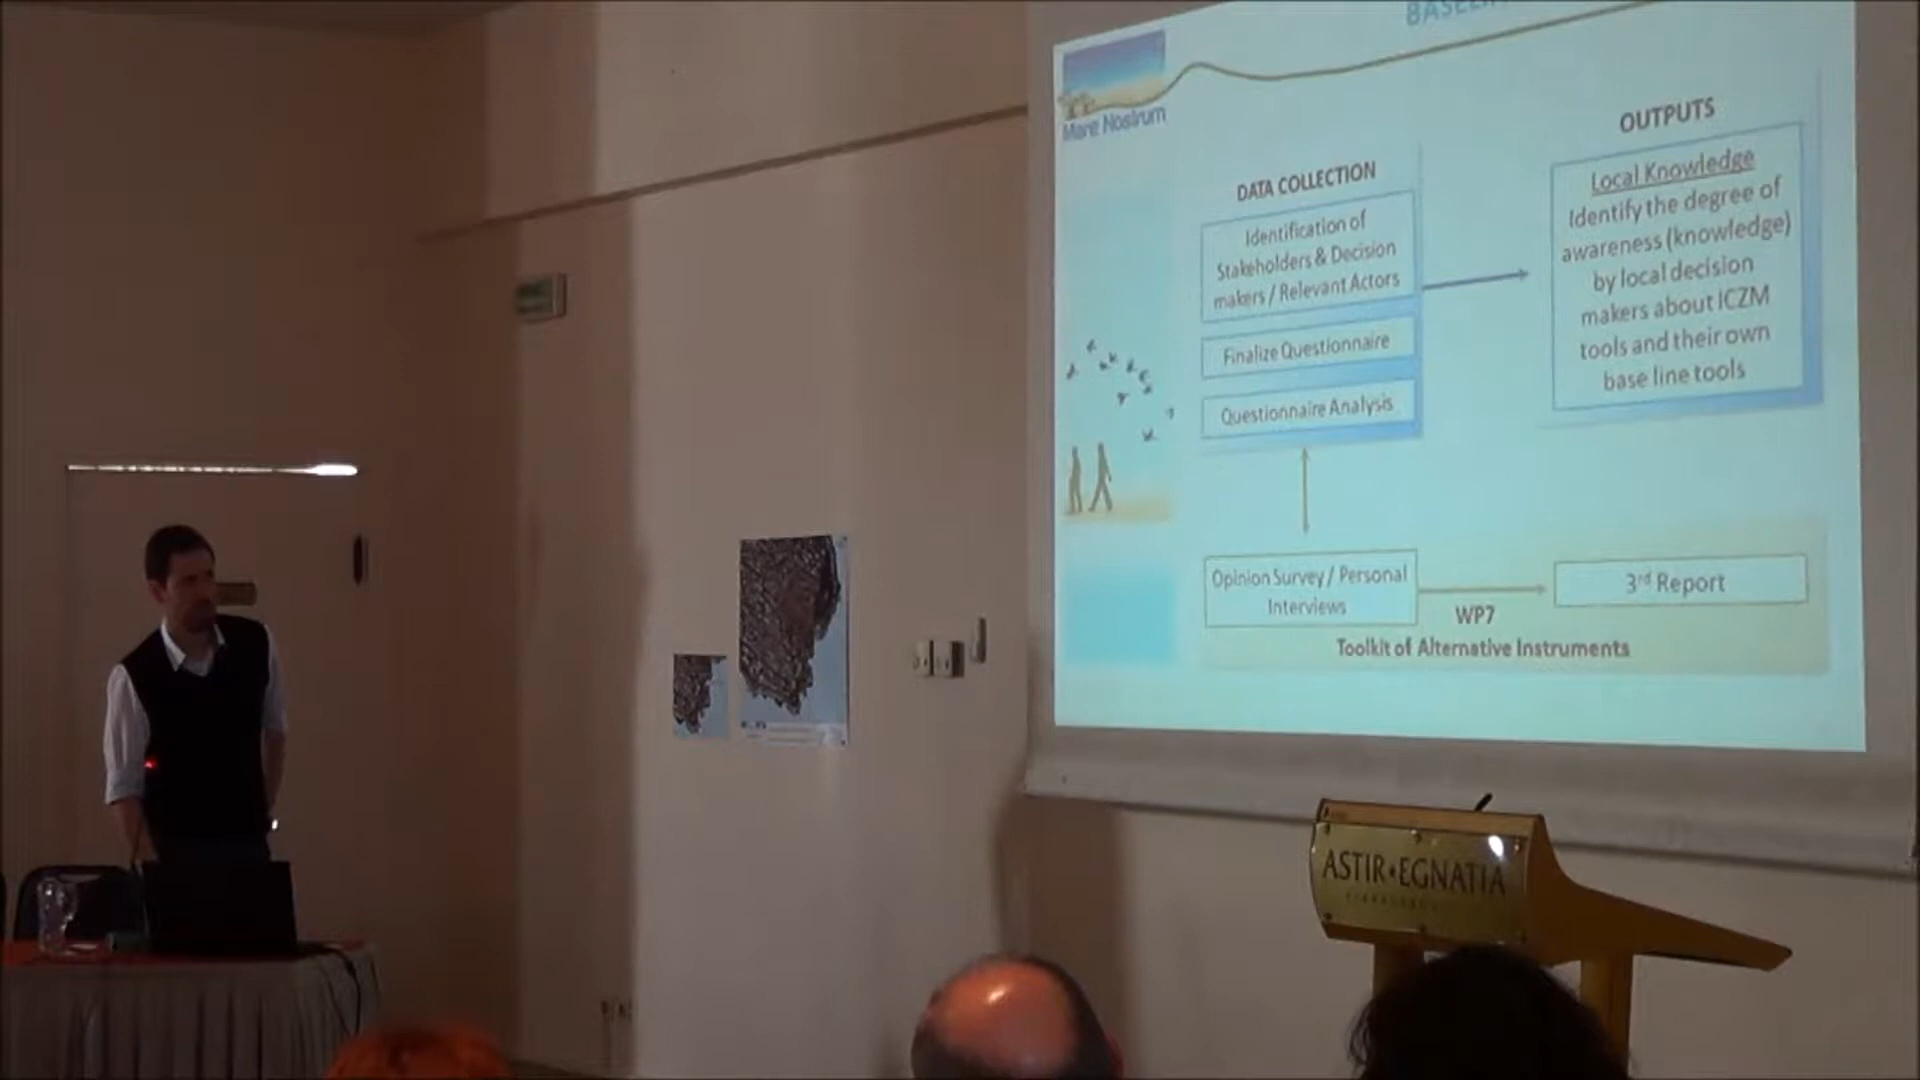 Mare Nostrum
DATA COLLECTION
Identification of
Stakeholders & Decision
makers / Relevant Actors
Finalize Questionnaire
Questionnaire Analysis
OUTPUTS
Local Knowledge
Identify the degree of
awareness (knowledge)
by local decision
makers about ICZM
tools and their own
base line tools
Opinion Survey / Personal
Interviews
WP7
3rd Report
Toolkit of Alternative Instruments
ASTIR•EGNATIA